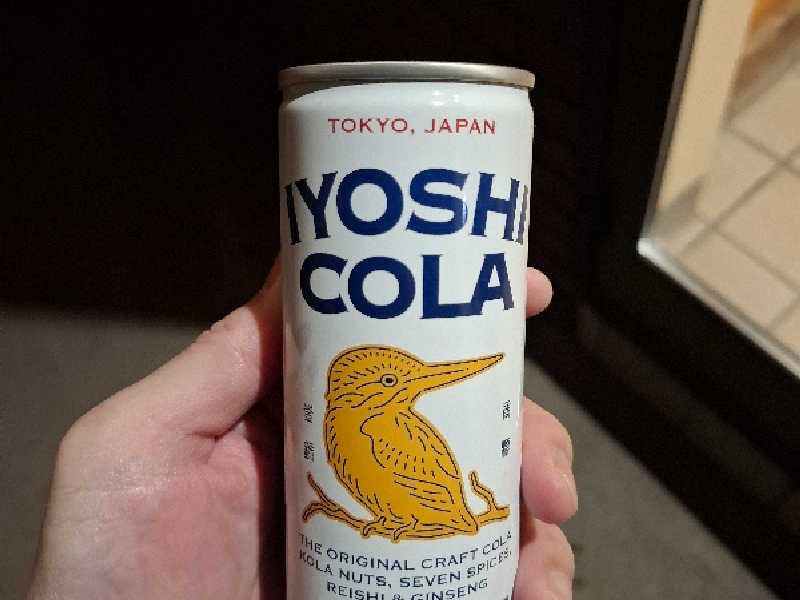 TOKYO, JAPAN
IYOSHI
COLA
THE ORIGINAL CRAFT COLA
KOLA NUTS, SEVEN SPICES,
REISHI & GINSENG